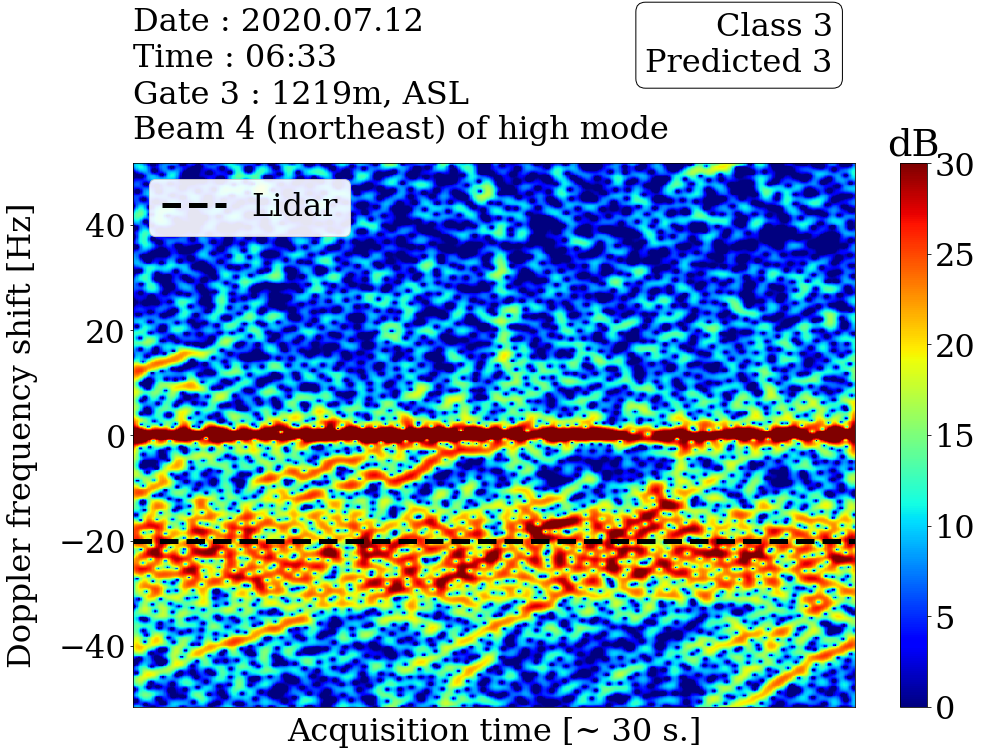 Date : 2020.07.12
Time : 06:33
Gate 3 : 1219m, ASL
Beam 4 (northeast) of high mode
Class 3
Predicted 3
dB
Lidar
Doppler frequency shift [Hz]
40
20
0
−20
−40
Acquisition time [~ 30 s.]
30
25
20
15
10
5
0